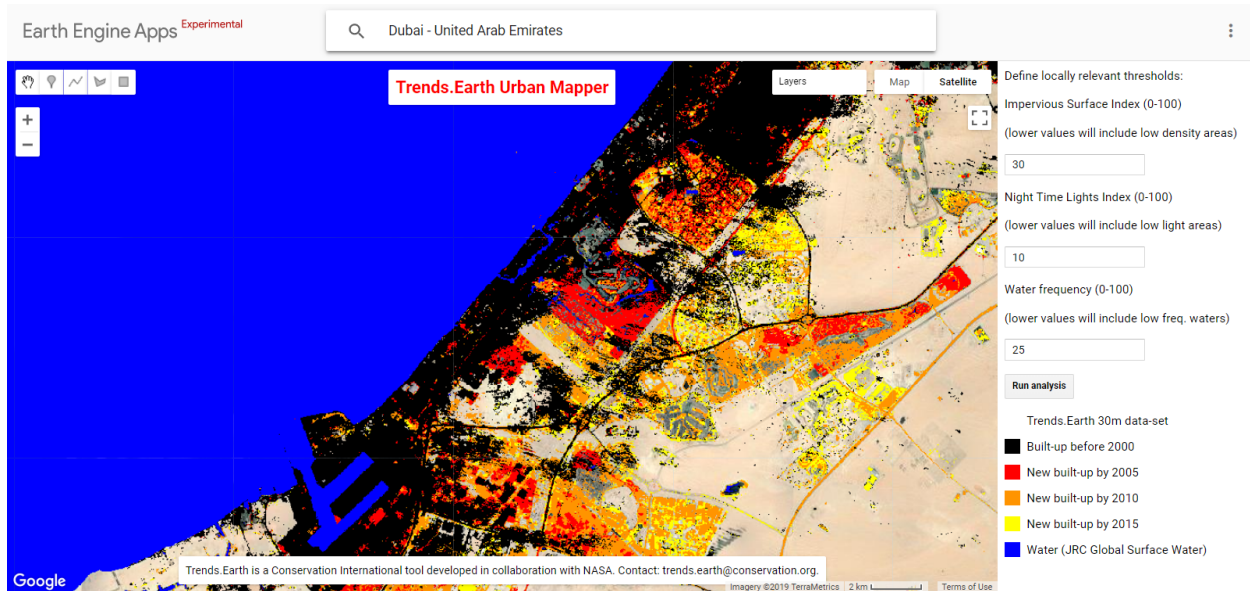 Earth Engine Apps Experimental
Dubai - United Arab Emirates
Trends.Earth Urban Mapper
Layers
Map
Satellite
+
−
Define locally relevant thresholds:
Impervious Surface Index (0-100)
(lower values will include low density areas)
30
Night Time Lights Index (0-100)
(lower values will include low light areas)
10
Water frequency (0-100)
(lower values will include low freq. waters)
25
Run analysis
Trends.Earth 30m data-set
Built-up before 2000
New built-up by 2005
New built-up by 2010
New built-up by 2015
Water (JRC Global Surface Water)
Trends.Earth is a Conservation International tool developed in collaboration with NASA. Contact: trends.earth@conservation.org.
Google
Imagery ©2019 TerraMetrics
2 km
Terms of Use